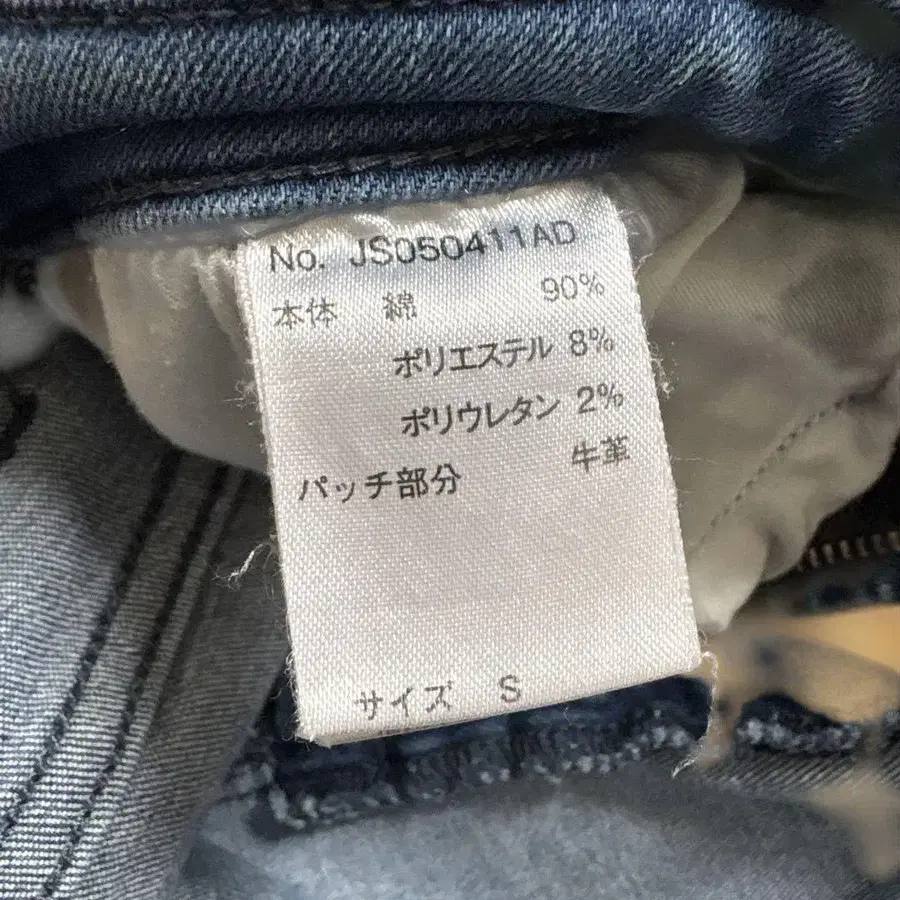 No. JS050411AD
本体 綿 90%
ポリエステル 8%
ポリウレタン 2%
パッチ部分 牛革
サイズ S